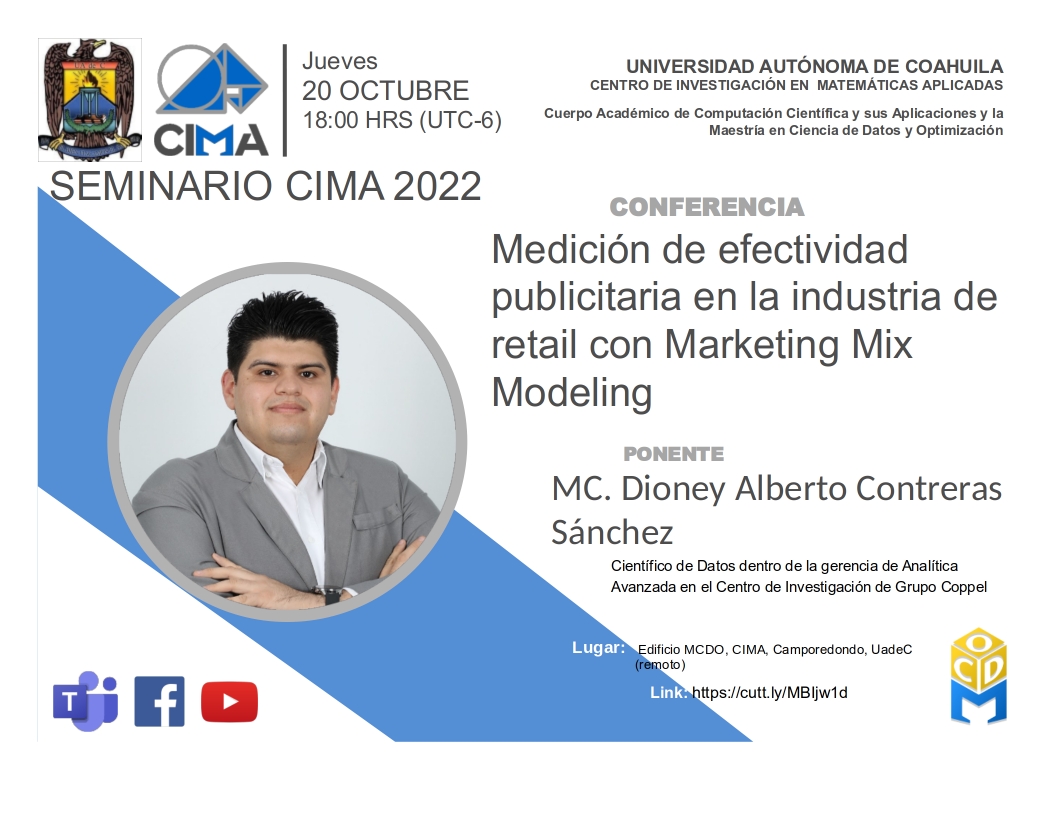 Jueves
20 OCTUBRE
18:00 HRS (UTC-6)
CIMA
UNIVERSIDAD AUTÓNOMA DE COAHUILA
CENTRO DE INVESTIGACIÓN EN MATEMÁTICAS APLICADAS
Cuerpo Académico de Computación Científica y sus Aplicaciones y la
Maestría en Ciencia de Datos y Optimización
SEMINARIO CIMA 2022
CONFERENCIA
Medición de efectividad
publicitaria en la industria de
retail con Marketing Mix
Modeling
PONENTE
MC. Dioney Alberto Contreras
Sánchez
Científico de Datos dentro de la gerencia de Analítica
Avanzada en el Centro de Investigación de Grupo Coppel
Lugar: Edificio MCDO, CIMA, Camporedondo, UadeC
(remoto)
Link: https://cutt.ly/MBIjw1d
T
f
O
C D
M